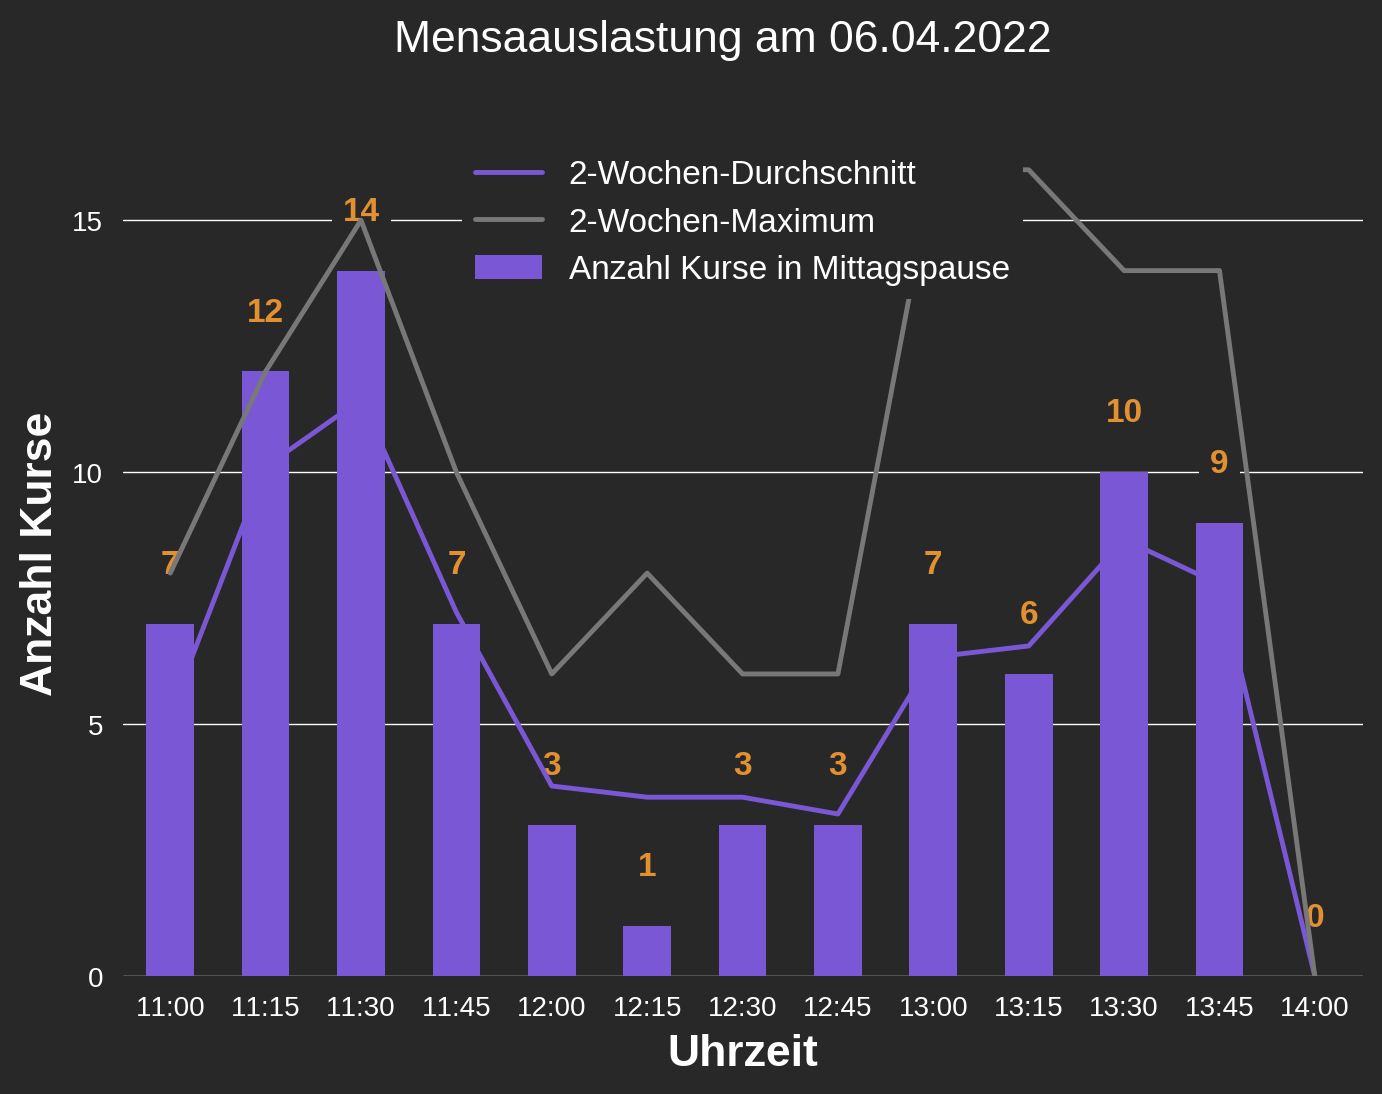 Mensaauslastung am 06.04.2022
2-Wochen-Durchschnitt
2-Wochen-Maximum
Anzahl Kurse in Mittagspause
Anzahl Kurse
15
10
5
0
7
12
14
7
3
1
3
3
7
6
10
9
0
11:00 11:15 11:30 11:45 12:00 12:15 12:30 12:45 13:00 13:15 13:30 13:45 14:00
Uhrzeit